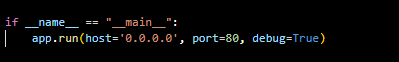 if __name__ == "__main__":
    app.run(host='0.0.0.0', port=80, debug=True)